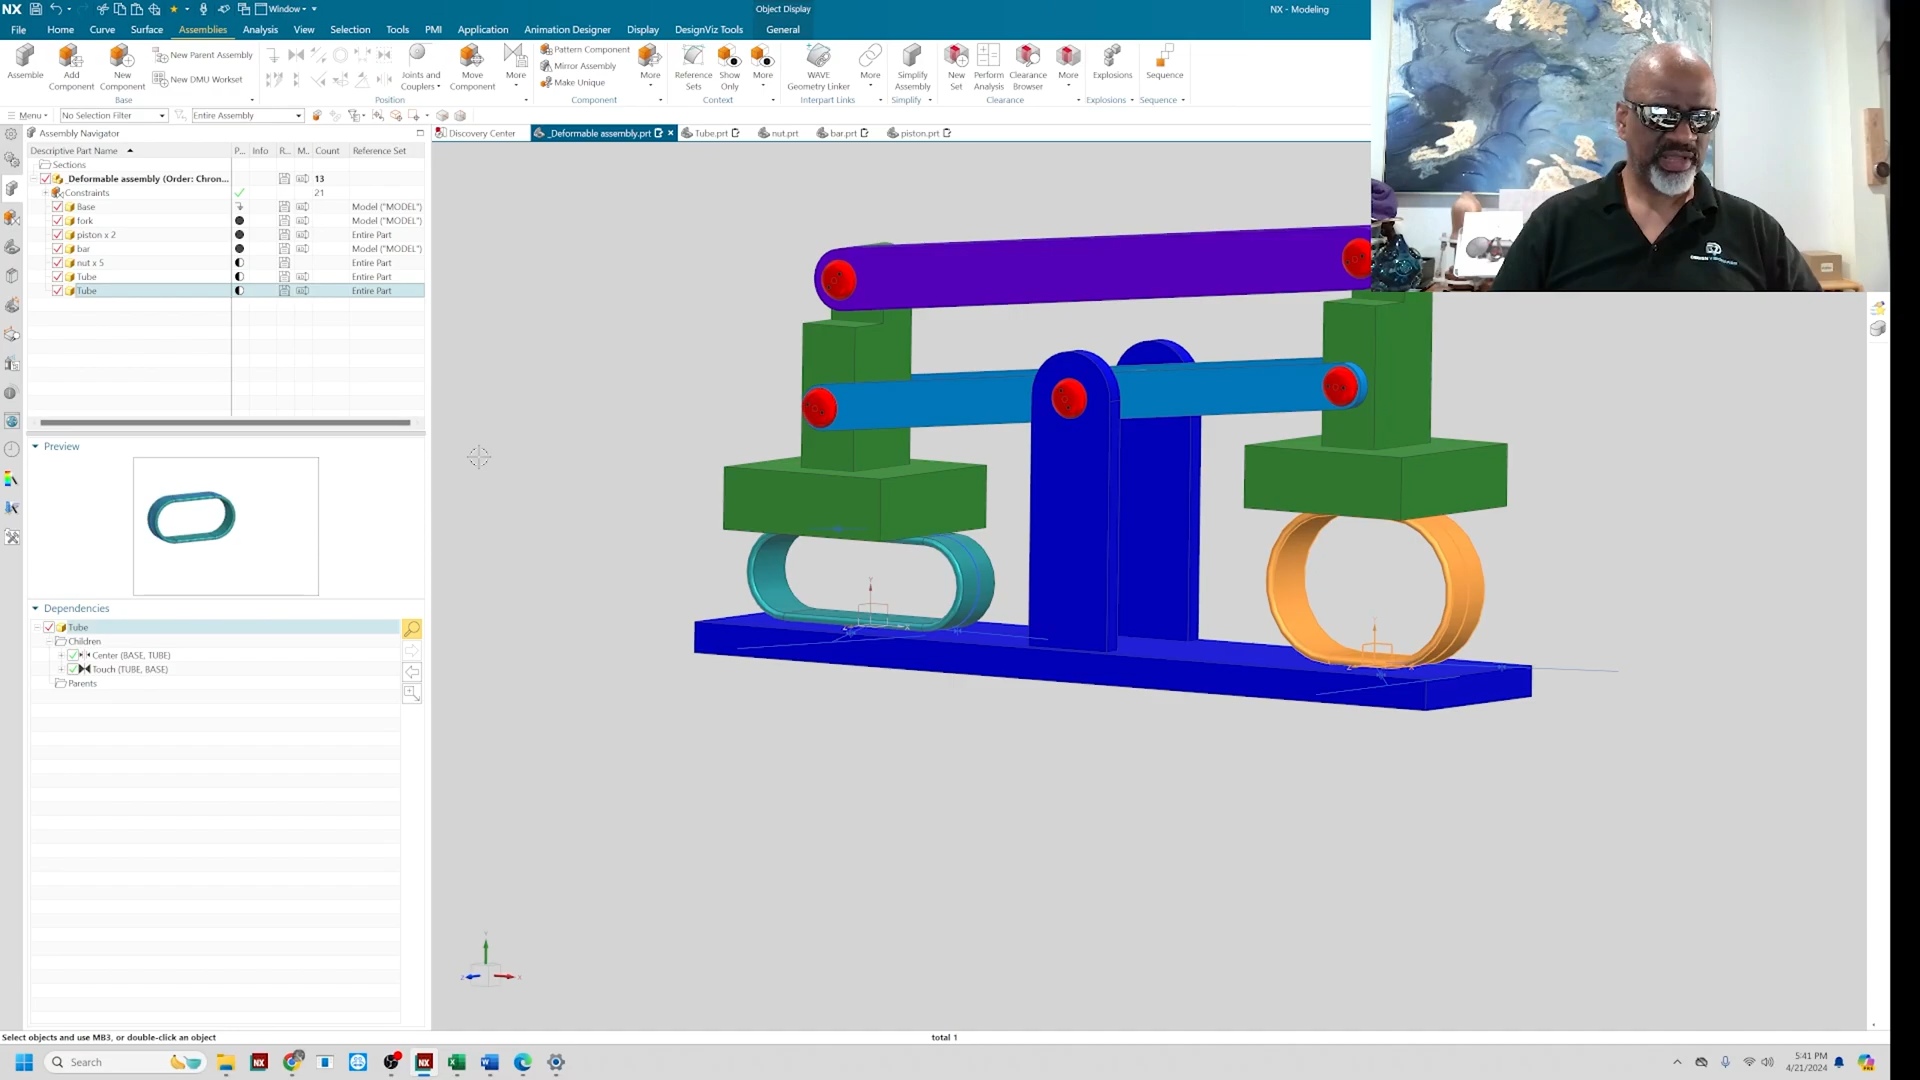 NX
Window
Object Display
NX - Modeling
File Home Curve Surface Assemblies Analysis View Selection Tools PMI Application Animation Designer Display DesignViz Tools General
Assemble
Add Component
New Component
New Parent Assembly
New DMU Workset
Base
Joints and Couplers
Move Component
More
Position
Pattern Component
Mirror Assembly
Make Unique
More
Component
Reference Sets
Show Only
More
Context
WAVE Geometry Linker
More
Interpart Links
Simplify Assembly
Simplify
New Set
Perform Analysis
Clearance Browser
More
Clearance
Explosions
Explosions
Sequence
Sequence
Menu No Selection Filter Entire Assembly
Assembly Navigator
Discovery Center _Deformable assembly.prt Tube.prt nut.prt bar.prt piston.prt
Descriptive Part Name P... Info R... M.. Count Reference Set
Sections
Deformable assembly (Order: Chron... 13
Constraints 21
Base Model ("MODEL")
fork Model ("MODEL")
piston x 2 Entire Part
bar Model ("MODEL")
nut x 5 Entire Part
Tube Entire Part
Tube Entire Part
Preview
Dependencies
Tube
Children
Center (BASE, TUBE)
Touch (TUBE, BASE)
Parents
Select objects and use MB3, or double-click an object
total 1
Search
5:41 PM
4/21/2024